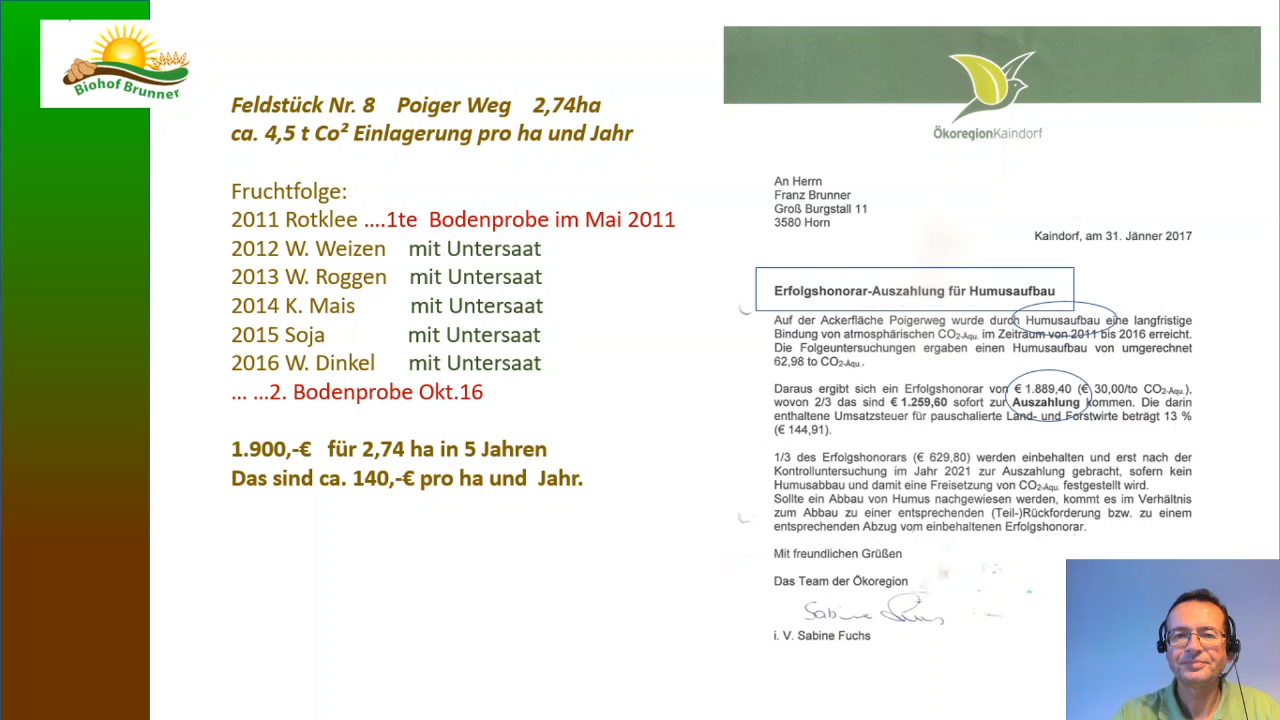 Biohof Brunner
Feldstück Nr. 8 Poiger Weg 2,74ha
ca. 4,5 t Co² Einlagerung pro ha und Jahr
Fruchtfolge:
2011 Rotklee ....1te Bodenprobe im Mai 2011
2012 W. Weizen mit Untersaat
2013 W. Roggen mit Untersaat
2014 K. Mais mit Untersaat
2015 Soja mit Untersaat
2016 W. Dinkel mit Untersaat
... ...2. Bodenprobe Okt.16
1.900,-€ für 2,74 ha in 5 Jahren
Das sind ca. 140,-€ pro ha und Jahr.
ÖkoregionKaindorf
An Herrn
Franz Brunner
Groß Burgstall 11
3580 Horn
Kaindorf, am 31. Jänner 2017
Erfolgshonorar-Auszahlung für Humusaufbau
Auf der Ackerfläche Poigerweg wurde durch Humusaufbau eine langfristige
Bindung von atmosphärischen CO2-Äqu. im Zeitraum von 2011 bis 2016 erreicht.
Die Folgeuntersuchungen ergaben einen Humusaufbau von umgerechnet
62,98 to CO2-Äqu..
Daraus ergibt sich ein Erfolgshonorar von € 1.889,40 (€ 30,00/to CO2-Äqu.),
wovon 2/3 das sind € 1.259,60 sofort zur Auszahlung kommen. Die darin
enthaltene Umsatzsteuer für pauschalierte Land- und Forstwirte beträgt 13 %
(€ 144,91).
1/3 des Erfolgshonorars (€ 629,80) werden einbehalten und erst nach der
Kontrolluntersuchung im Jahr 2021 zur Auszahlung gebracht, sofern kein
Humusabbau und damit eine Freisetzung von CO2-Äqu. festgestellt wird.
Sollte ein Abbau von Humus nachgewiesen werden, kommt es im Verhältnis
zum Abbau zu einer entsprechenden (Teil-)Rückforderung bzw. zu einem
entsprechenden Abzug vom einbehaltenen Erfolgshonorar.
Mit freundlichen Grüßen
Das Team der Ökoregion
Sabine Fuchs
i. V. Sabine Fuchs